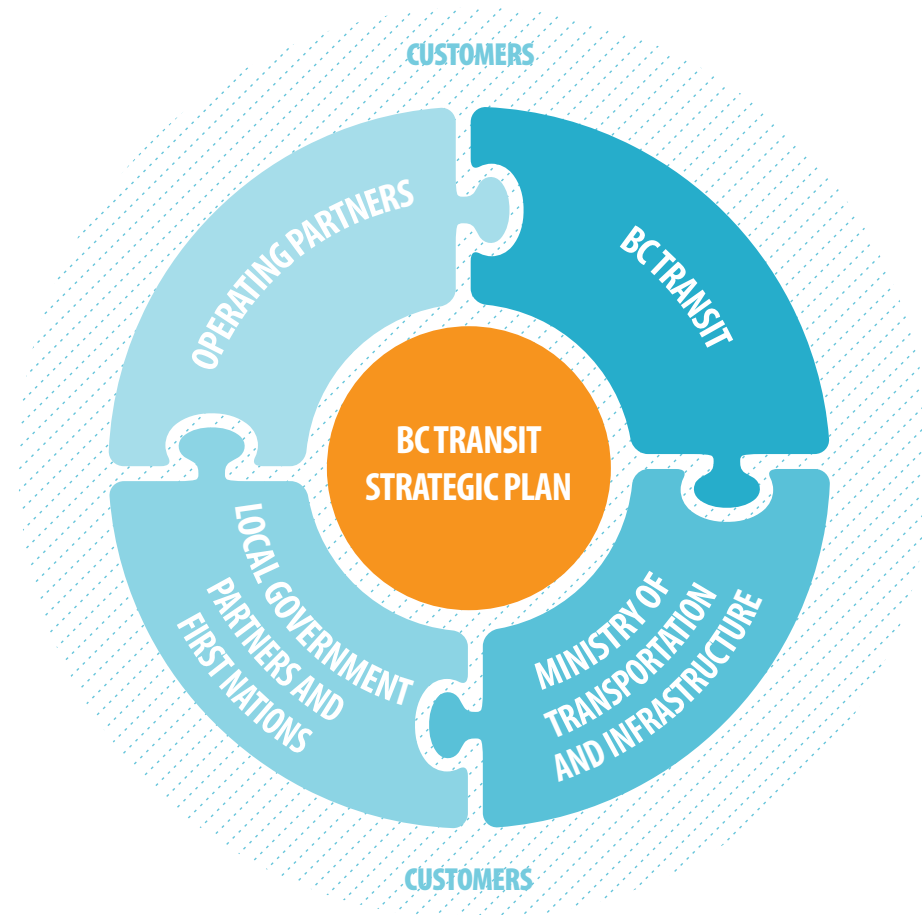 CUSTOMERS
OPERATING PARTNERS
BC TRANSIT
BC TRANSIT
STRATEGIC PLAN
LOCAL GOVERNMENT
PARTNERS AND
FIRST NATIONS
MINISTRY OF
TRANSPORTATION
AND INFRASTRUCTURE
CUSTOMERS